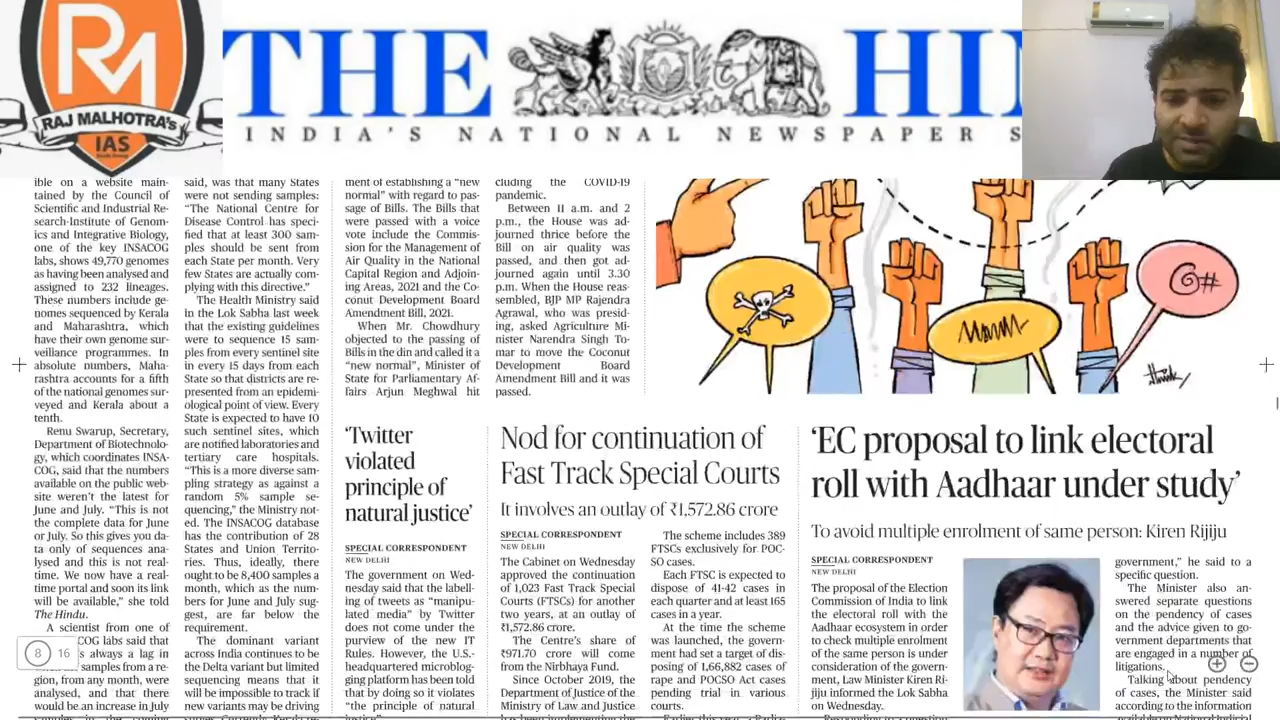 RM
RAJ MALHOTRA'S
IAS
THE HI
INDIA'S NATIONAL NEWSPAPER S
ible on a website main-
tained by the Council of
Scientific and Industrial Re-
search-Institute of Genom-
ics and Integrative Biology,
one of the key INSACOG
labs, shows 49,770 genomes
as having been analysed and
assigned to 232 lineages.
These numbers include ge-
nomes sequenced by Kerala
and Maharashtra, which
have their own genome sur-
veillance programmes. In
absolute numbers, Maha-
rashtra accounts for a fifth
of the national genomes sur-
veyed and Kerala about a
tenth.
Renu Swarup, Secretary,
Department of Biotechnolo-
gy, which coordinates INSA-
COG, said that the numbers
available on the public web-
site weren't the latest for
June and July. "This is not
the complete data for June
or July. So this gives you da-
ta only of sequences ana-
lysed and this is not real-
time. We now have a real-
time portal and soon its link
will be available," she told
The Hindu.
A scientist from one of
COG labs said that
s always a lag in
samples from a re-
gion, from any month, were
analysed, and that there
would be an increase in July
said, was that many States
were not sending samples:
"The National Centre for
Disease Control has speci-
fied that at least 300 sam-
ples should be sent from
each State per month. Very
few States are actually com-
plying with this directive."
The Health Ministry said
in the Lok Sabha last week
that the existing guidelines
were to sequence 15 sam-
ples from every sentinel site
in every 15 days from each
State so that districts are re-
presented from an epidemi-
ological point of view. Every
State is expected to have 10
such sentinel sites, which
are notified laboratories and
tertiary care hospitals.
"This is a more diverse sam-
pling strategy as against a
random 5% sample se-
quencing," the Ministry not-
ed. The INSACOG database
has the contribution of 28
States and Union Territo-
ries. Thus, ideally, there
ought to be 8,400 samples a
month, which as the num-
bers for June and July sug-
gest, are far below the
requirement.
The dominant variant
across India continues to be
the Delta variant but limited
sequencing means that it
will be impossible to track if
new variants may be driving
ment of establishing a "new
normal" with regard to pas-
sage of Bills. The Bills that
were passed with a voice
vote include the Commis-
sion for the Management of
Air Quality in the National
Capital Region and Adjoin-
ing Areas, 2021 and the Co-
conut Development Board
Amendment Bill, 2021.
When Mr. Chowdhury
objected to the passing of
Bills in the din and called it a
"new normal", Minister of
State for Parliamentary Af-
fairs Arjun Meghwal hit
cluding the COVID-19
pandemic.
Between 11 a.m. and 2
p.m., the House was ad-
journed thrice before the
Bill on air quality was
passed, and then got ad-
journed again until 3.30
p.m. When the House reas-
sembled, BJP MP Rajendra
Agrawal, who was presid-
ing, asked Agriculture Mi-
nister Narendra Singh To-
mar to move the Coconut
Development Board
Amendment Bill and it was
passed.
@#
'Twitter
violated
principle of
natural justice'
SPECIAL CORRESPONDENT
NEW DELHI
The government on Wed-
nesday said that the labell-
ing of tweets as "manipu-
lated media" by Twitter
does not come under the
purview of the new IT
Rules. However, the U.S.-
headquartered microblog-
ging platform has been told
that by doing so it violates
"the principle of natural
justice"
Nod for continuation of
Fast Track Special Courts
It involves an outlay of ₹1,572.86 crore
SPECIAL CORRESPONDENT
NEW DELHI
The Cabinet on Wednesday
approved the continuation
of 1,023 Fast Track Special
Courts (FTSCs) for another
two years, at an outlay of
₹1,572.86 crore.
The Centre's share of
₹971.70 crore will come
from the Nirbhaya Fund.
Since October 2019, the
Department of Justice of the
Ministry of Law and Justice
The scheme includes 389
FTSCs exclusively for POC-
SO cases.
Each FTSC is expected to
dispose of 41-42 cases in
each quarter and at least 165
cases in a year.
At the time the scheme
was launched, the govern-
ment had set a target of dis-
posing of 1,66,882 cases of
rape and POCSO Act cases
pending trial in various
courts.
'EC proposal to link electoral
roll with Aadhaar under study'
To avoid multiple enrolment of same person: Kiren Rijiju
SPECIAL CORRESPONDENT
NEW DELHI
The proposal of the Election
Commission of India to link
the electoral roll with the
Aadhaar ecosystem in order
to check multiple enrolment
of the same person is under
consideration of the govern-
ment, Law Minister Kiren Ri-
jiju informed the Lok Sabha
on Wednesday.
government," he said to a
specific question.
The Minister also an-
swered separate questions
on the pendency of cases
and the advice given to go-
vernment departments that
are engaged in a number of
litigations.
Talking about pendency
of cases, the Minister said
according to the information
8 16